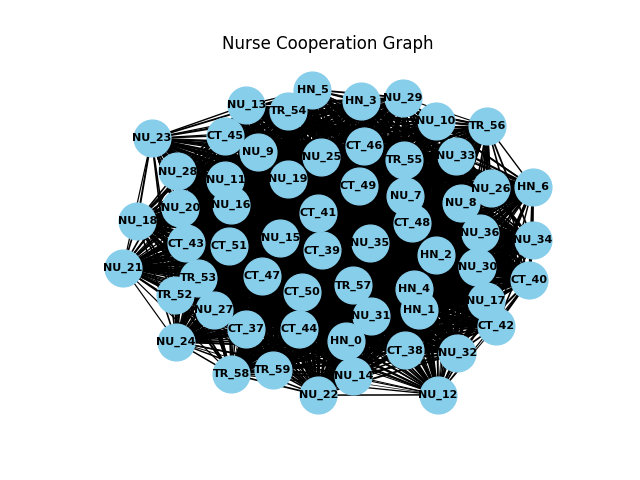 Nurse Cooperation Graph
HN_5
HN_3
NU_29
NU_13
TR_54
NU_10
TR_56
NU_23
CT_45
NU_9
CT_46
NU_25
TR_55
NU_33
NU_28
NU_11
NU_19
CT_49
NU_7
NU_26
HN_6
NU_20
NU_16
NU_8
NU_18
CT_41
CT_48
NU_36
NU_34
CT_43
CT_51
NU_15
CT_39
NU_35
HN_2
NU_21
NU_30
TR_53
CT_47
CT_40
TR_52
CT_50
TR_57
HN_4
NU_17
NU_27
NU_31
HN_1
CT_42
NU_24
CT_37
CT_44
HN_0
CT_38
NU_32
TR_58
TR_59
NU_14
NU_22
NU_12